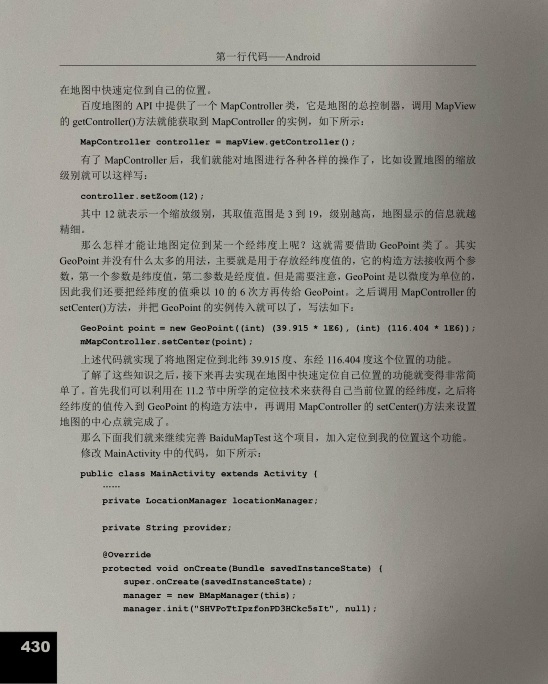 第一行代码——Android
在地图中快速定位到自己的位置。
百度地图的 API 中提供了一个 MapController 类，它是地图的总控制器，调用 MapView
的 getController()方法就能获取到 MapController 的实例，如下所示：
MapController controller = mapView.getController();
有了 MapController 后，我们就能对地图进行各种各样的操作了，比如设置地图的缩放
级别就可以这样写：
controller.setZoom(12);
其中 12 就表示一个缩放级别，其取值范围是 3 到 19，级别越高，地图显示的信息就越
精细。
那么怎样才能让地图定位到某一个经纬度上呢？这就需要借助 GeoPoint 类了。其实
GeoPoint 并没有什么太多的用法，主要就是用于存放经纬度值的，它的构造方法接收两个参
数，第一个参数是纬度值，第二参数是经度值。但是需要注意，GeoPoint 是以微度为单位的，
因此我们还要把经纬度的值乘以 10 的 6 次方再传给 GeoPoint。之后调用 MapController 的
setCenter()方法，并把 GeoPoint 的实例传入就可以了，写法如下：
GeoPoint point = new GeoPoint((int) (39.915 * 1E6), (int) (116.404 * 1E6));
mMapController.setCenter(point);
上述代码就实现了将地图定位到北纬 39.915 度、东经 116.404 度这个位置的功能。
了解了这些知识之后，接下来再去实现在地图中快速定位自己位置的功能就变得非常简
单了。首先我们可以利用在 11.2 节中所学的定位技术来获得自己当前位置的经纬度，之后将
经纬度的值传入到 GeoPoint 的构造方法中，再调用 MapController 的 setCenter()方法来设置
地图的中心点就完成了。
那么下面我们就来继续完善 BaiduMapTest 这个项目，加入定位到我的位置这个功能。
修改 MainActivity 中的代码，如下所示：
public class MainActivity extends Activity {
……
private LocationManager locationManager;
private String provider;
@Override
protected void onCreate(Bundle savedInstanceState) {
super.onCreate(savedInstanceState);
manager = new BMapManager(this);
manager.init("SHVPoTtIpzfonPD3HCkc5sIt", null);
430